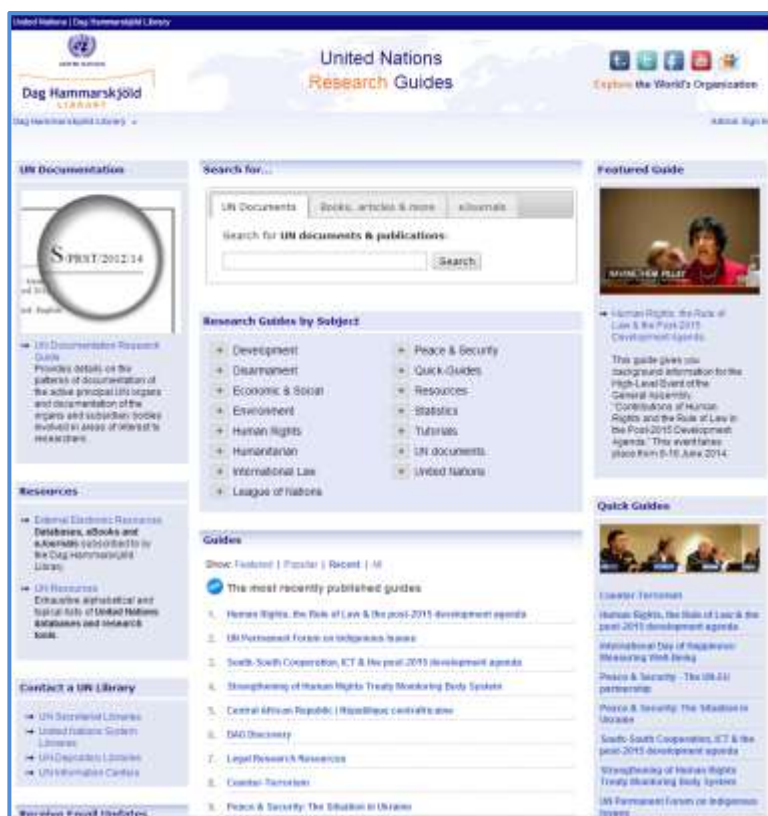 United Nations | Dag Hammarskjöld Library
UNITED NATIONS
Dag Hammarskjöld
LIBRARY
United Nations
Research Guides
Explore the World's Organization
Dag Hammarskjöld Library
Admin Sign In
UN Documentation
S/PRST/2012/14
UN Documentation Research
Guide
Provides details on the
patterns of documentation of
the active principal UN organs
and documentation of the
organs and subsidiary bodies
involved in areas of interest to
researchers.
Resources
External Electronic Resources
Databases, eBooks and
eJournals subscribed to by
the Dag Hammarskjöld
Library.
UN Resources
Exhaustive alphabetical and
topical lists of United Nations
databases and research
tools.
Contact a UN Library
UN Secretariat Libraries
United Nations System
Libraries
UN Depository Libraries
UN Information Centers
Receive Email Updates
Search for...
UN Documents
Books, articles & more
eJournals
Search for UN documents & publications:
Search
Research Guides by Subject
Development
Disarmament
Economic & Social
Environment
Human Rights
Humanitarian
International Law
League of Nations
Peace & Security
Quick-Guides
Resources
Statistics
Tutorials
UN documents
United Nations
Guides
Show: Featured | Popular | Recent | All
The most recently published guides
1. Human Rights, the Role of Law & the post-2015 development agenda
2. UN Permanent Forum on Indigenous Issues
3. South-South Cooperation, ICT & the post-2015 development agenda
4. Strengthening of Human Rights Treaty Monitoring Body System
5. Central African Republic | République centrafricaine
6. DAG Discovery
7. Legal Research Resources
8. Counter-Terrorism
9. Peace & Security: The Situation in Ukraine
Featured Guide
PILLAY
Human Rights, the Rule of
Law & the Post-2015
Development Agenda
This guide gives you
background information for the
High-Level Event of the
General Assembly,
"Contributions of Human
Rights and the Rule of Law in
the Post-2015 Development
Agenda." This event takes
place from 9-10 June 2014.
Quick Guides
Counter-Terrorism
Human Rights, the Role of Law & the
post-2015 development agenda
International Day of Happiness:
Measuring Well-Being
Peace & Security - The UN-EU
partnership
Peace & Security: The Situation in
Ukraine
South-South Cooperation, ICT & the
post-2015 development agenda
Strengthening of Human Rights
Treaty Monitoring Body System
UN Permanent Forum on Indigenous
Issues